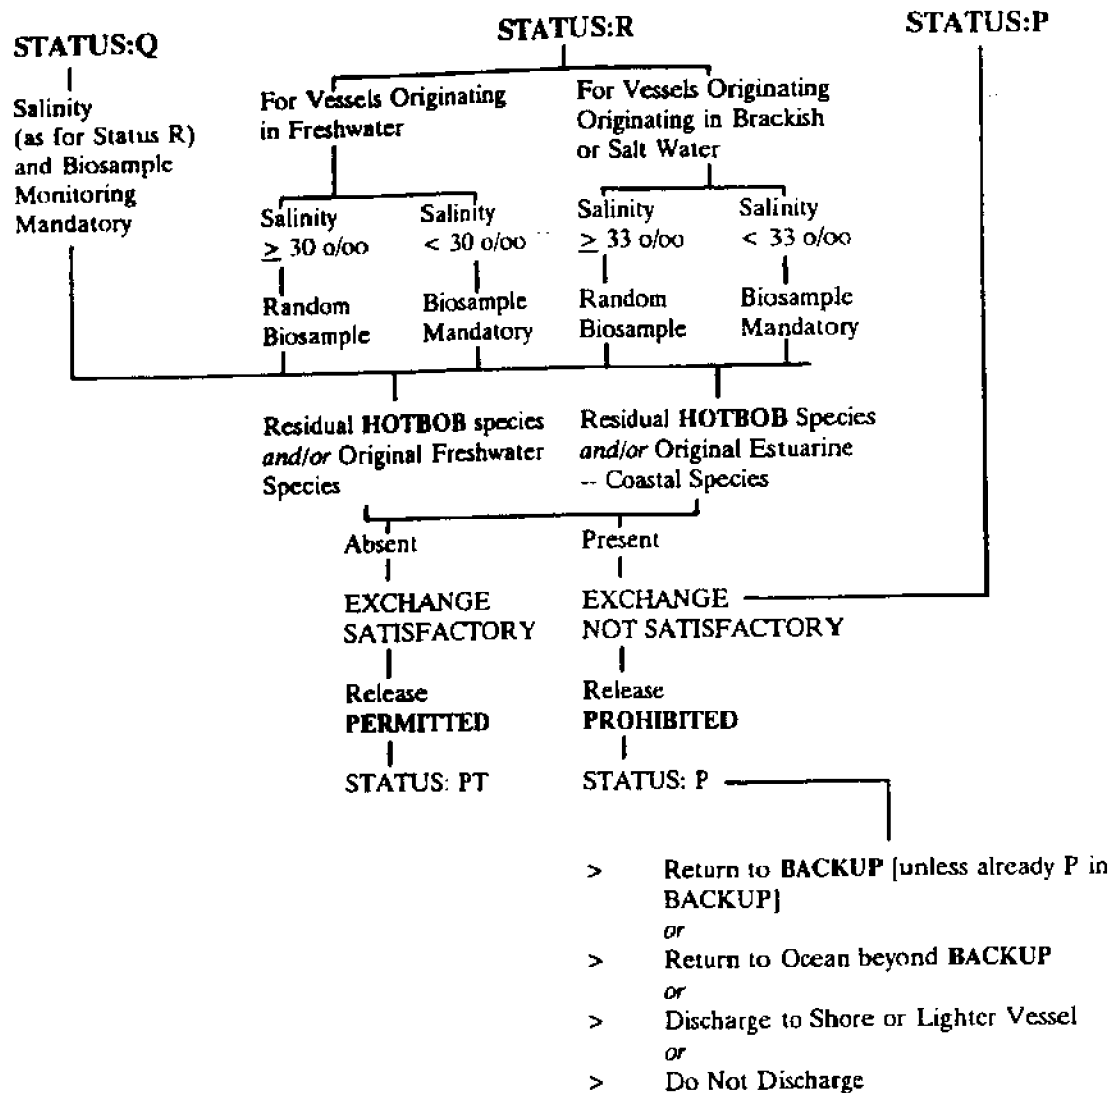 STATUS:Q
Salinity
(as for Status R)
and Biosample
Monitoring
Mandatory
STATUS:R
For Vessels Originating
in Freshwater
Salinity
≥ 30 o/oo
Random
Biosample
Salinity
< 30 o/oo
Biosample
Mandatory
For Vessels Originating
Originating in Brackish
or Salt Water
Salinity
≥ 33 o/oo
Random
Biosample
Salinity
< 33 o/oo
Biosample
Mandatory
STATUS:P
Residual HOTBOB species
and/or Original Freshwater
Species
Residual HOTBOB Species
and/or Original Estuarine
-- Coastal Species
Absent
EXCHANGE
SATISFACTORY
Release
PERMITTED
STATUS: PT
Present
EXCHANGE
NOT SATISFACTORY
Release
PROHIBITED
STATUS: P
> Return to BACKUP [unless already P in
BACKUP]
or
> Return to Ocean beyond BACKUP
or
> Discharge to Shore or Lighter Vessel
or
> Do Not Discharge